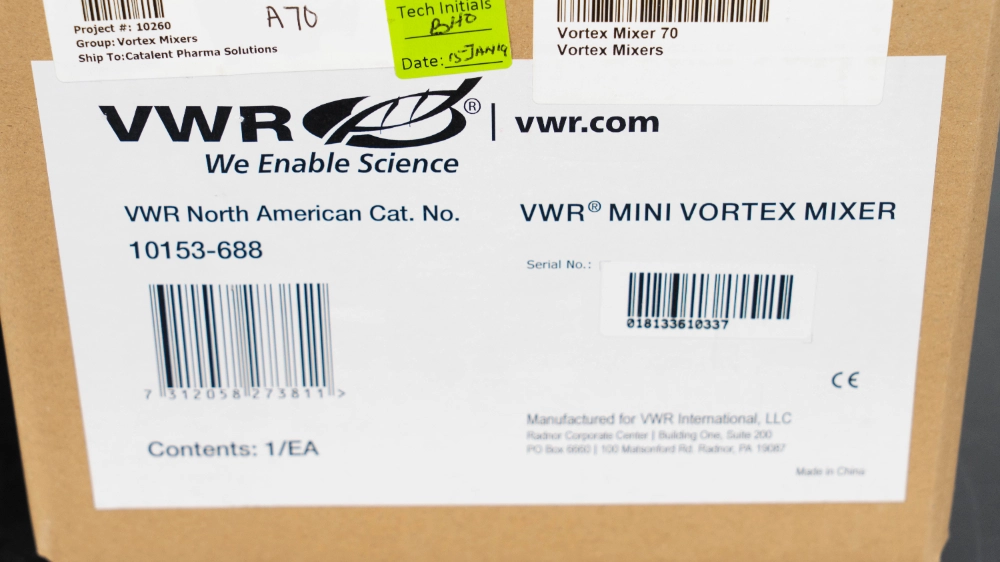 Project #: 10260
Group: Vortex Mixers
Ship To:Catalent Pharma Solutions
A70
Tech Initials
BHO
Date: 15-JAN19
Vortex Mixer 70
Vortex Mixers
VWR® | vwr.com
We Enable Science
VWR North American Cat. No.
10153-688
VWR® MINI VORTEX MIXER
Serial No.:
018133610337
7 312058 273811 >
CE
Contents: 1/EA
Manufactured for VWR International, LLC
Radnor Corporate Center | Building One, Suite 200
PO Box 6660 | 100 Matsonford Rd. Radnor, PA 19087
Made in China